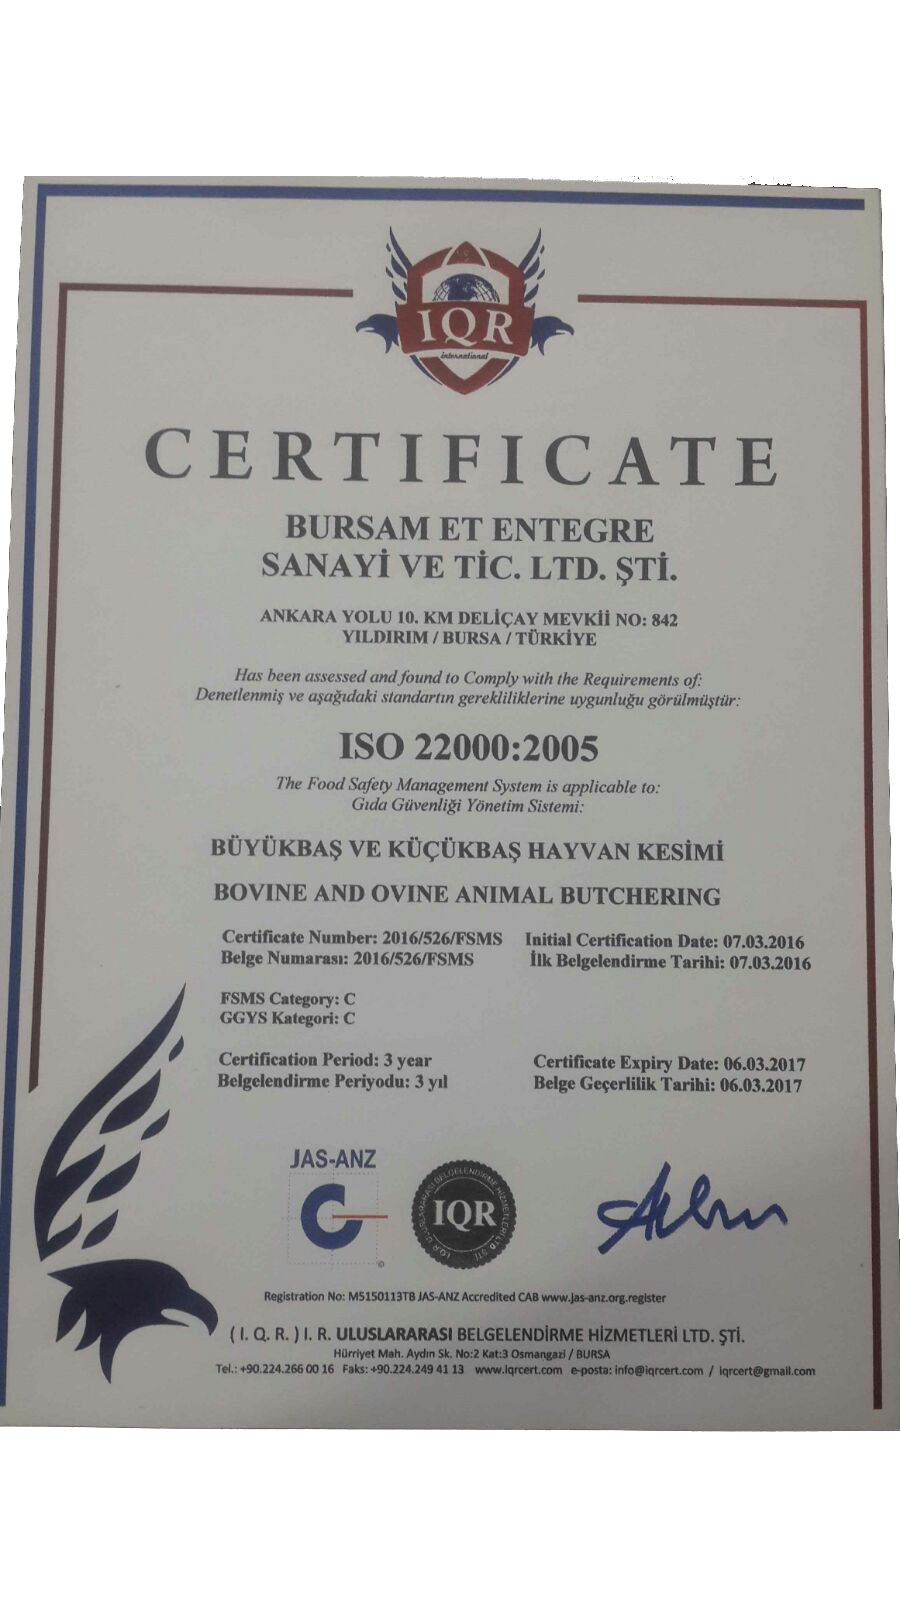 IQR
international
CERTIFICATE
BURSAM ET ENTEGRE
SANAYİ VE TİC. LTD. ŞTİ.
ANKARA YOLU 10. KM DELİÇAY MEVKİİ NO: 842
YILDIRIM / BURSA / TÜRKİYE
Has been assessed and found to Comply with the Requirements of:
Denetlenmiş ve aşağıdaki standartın gerekliliklerine uygunluğu görülmüştür:
ISO 22000:2005
The Food Safety Management System is applicable to:
Gıda Güvenliği Yönetim Sistemi:
BÜYÜKBAŞ VE KÜÇÜKBAŞ HAYVAN KESİMİ
BOVINE AND OVINE ANIMAL BUTCHERING
Certificate Number: 2016/526/FSMS Initial Certification Date: 07.03.2016
Belge Numarası: 2016/526/FSMS İlk Belgelendirme Tarihi: 07.03.2016
FSMS Category: C
GGYS Kategori: C
Certification Period: 3 year Certificate Expiry Date: 06.03.2017
Belgelendirme Periyodu: 3 yıl Belge Geçerlilik Tarihi: 06.03.2017
JAS-ANZ
©
I.Q.R ULUSLARARASI BELGELENDİRME HİZMETLERİ LTD. ŞTİ.
IQR
Registration No: M5150113TB JAS-ANZ Accredited CAB www.jas-anz.org.register
( I. Q. R. ) I. R. ULUSLARARASI BELGELENDİRME HİZMETLERİ LTD. ŞTİ.
Hürriyet Mah. Aydın Sk. No:2 Kat:3 Osmangazi / BURSA
Tel.: +90.224.266 00 16 Faks: +90.224.249 41 13 www.iqrcert.com e-posta: info@iqrcert.com / iqrcert@gmail.com